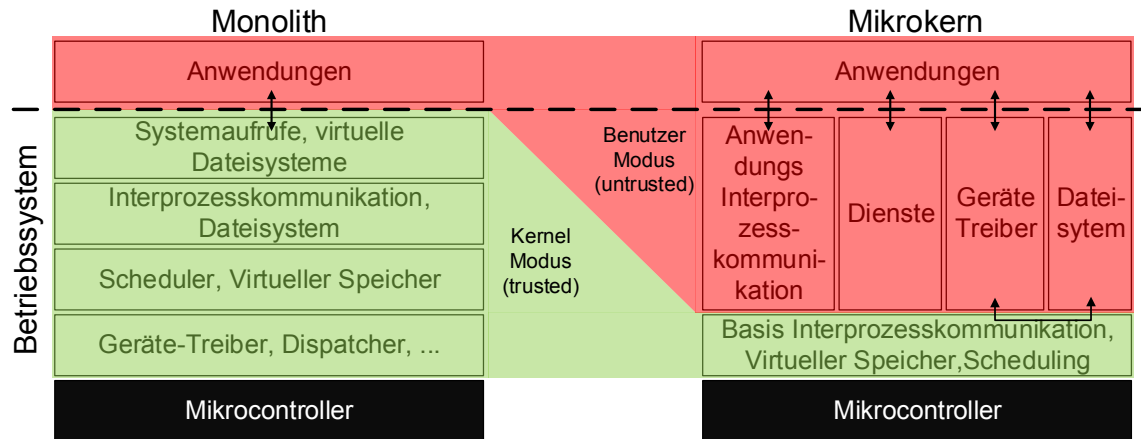 Monolith
Mikrokern
Anwendungen
Anwendungen
Betriebssystem
Systemaufrufe, virtuelle
Dateisysteme
Interprozesskommunikation,
Dateisystem
Scheduler, Virtueller Speicher
Geräte-Treiber, Dispatcher, ...
Mikrocontroller
Benutzer
Modus
(untrusted)
Kernel
Modus
(trusted)
Anwen-
dungs
Interpro-
zess-
kommuni-
kation
Dienste
Geräte
Treiber
Datei-
sytem
Basis Interprozesskommunikation,
Virtueller Speicher,Scheduling
Mikrocontroller